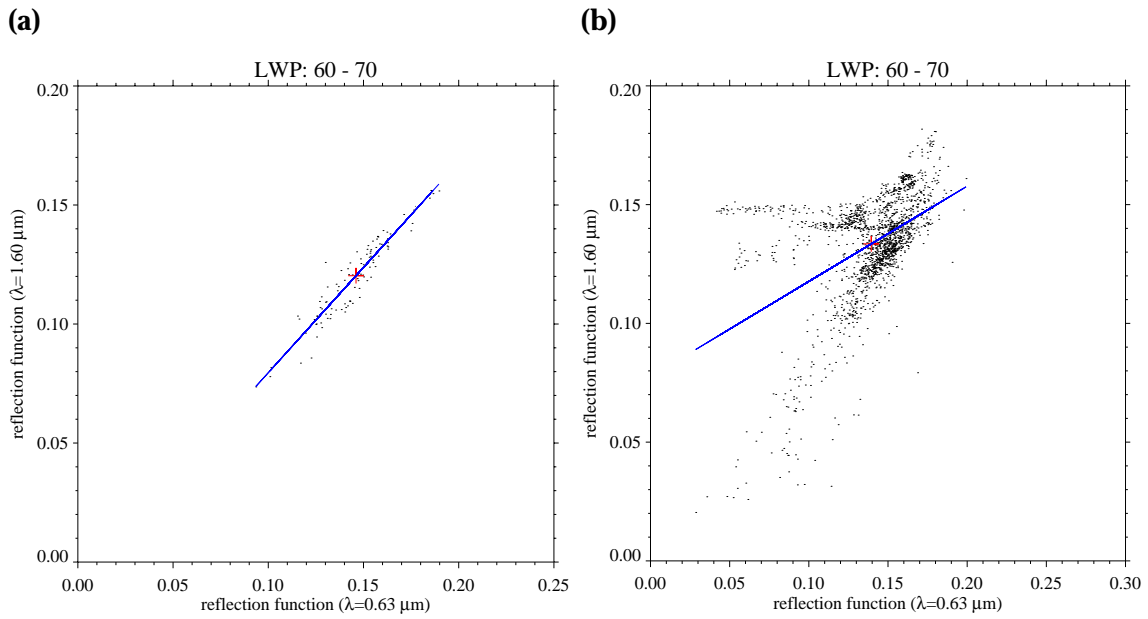 (a)
LWP: 60 - 70
0.20
0.15
0.10
0.05
0.00
reflection function (λ=1.60 μm)
0.00 0.05 0.10 0.15 0.20 0.25
reflection function (λ=0.63 μm)
(b)
LWP: 60 - 70
0.20
0.15
0.10
0.05
0.00
reflection function (λ=1.60 μm)
0.00 0.05 0.10 0.15 0.20 0.25 0.30
reflection function (λ=0.63 μm)